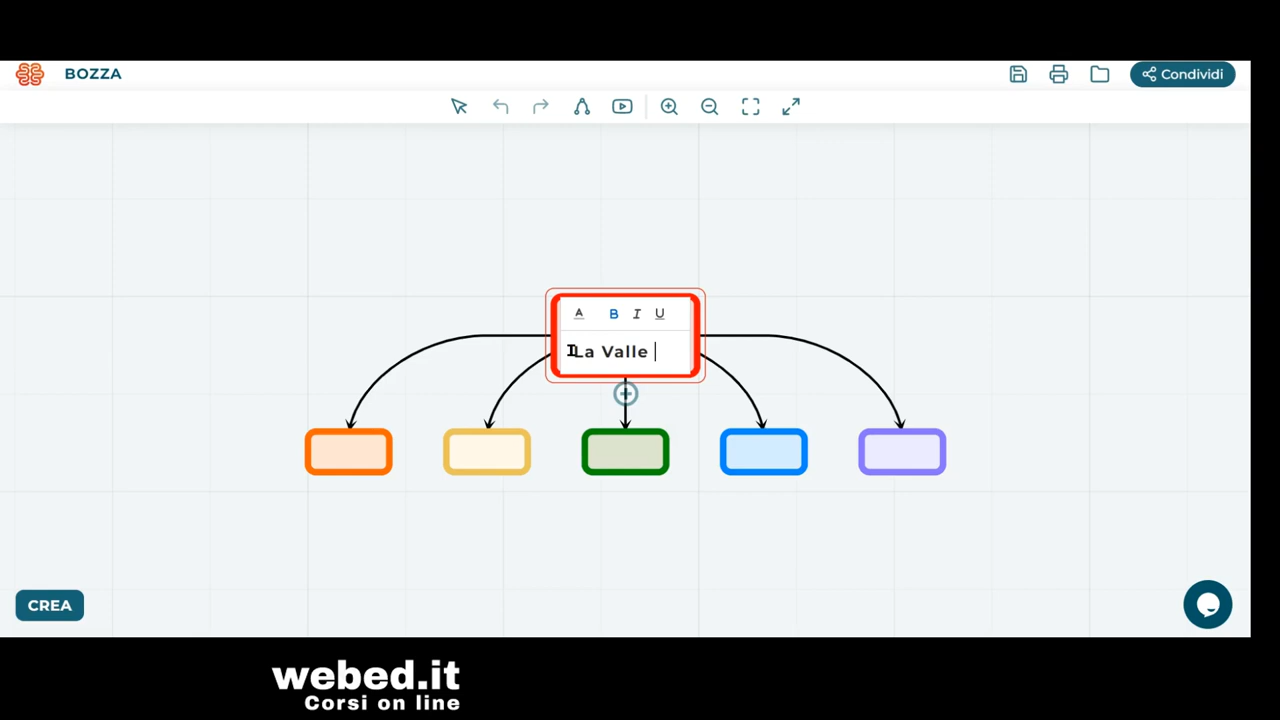 BOZZA
Condividi
A B I U
La Valle
CREA
webed.it
Corsi on line